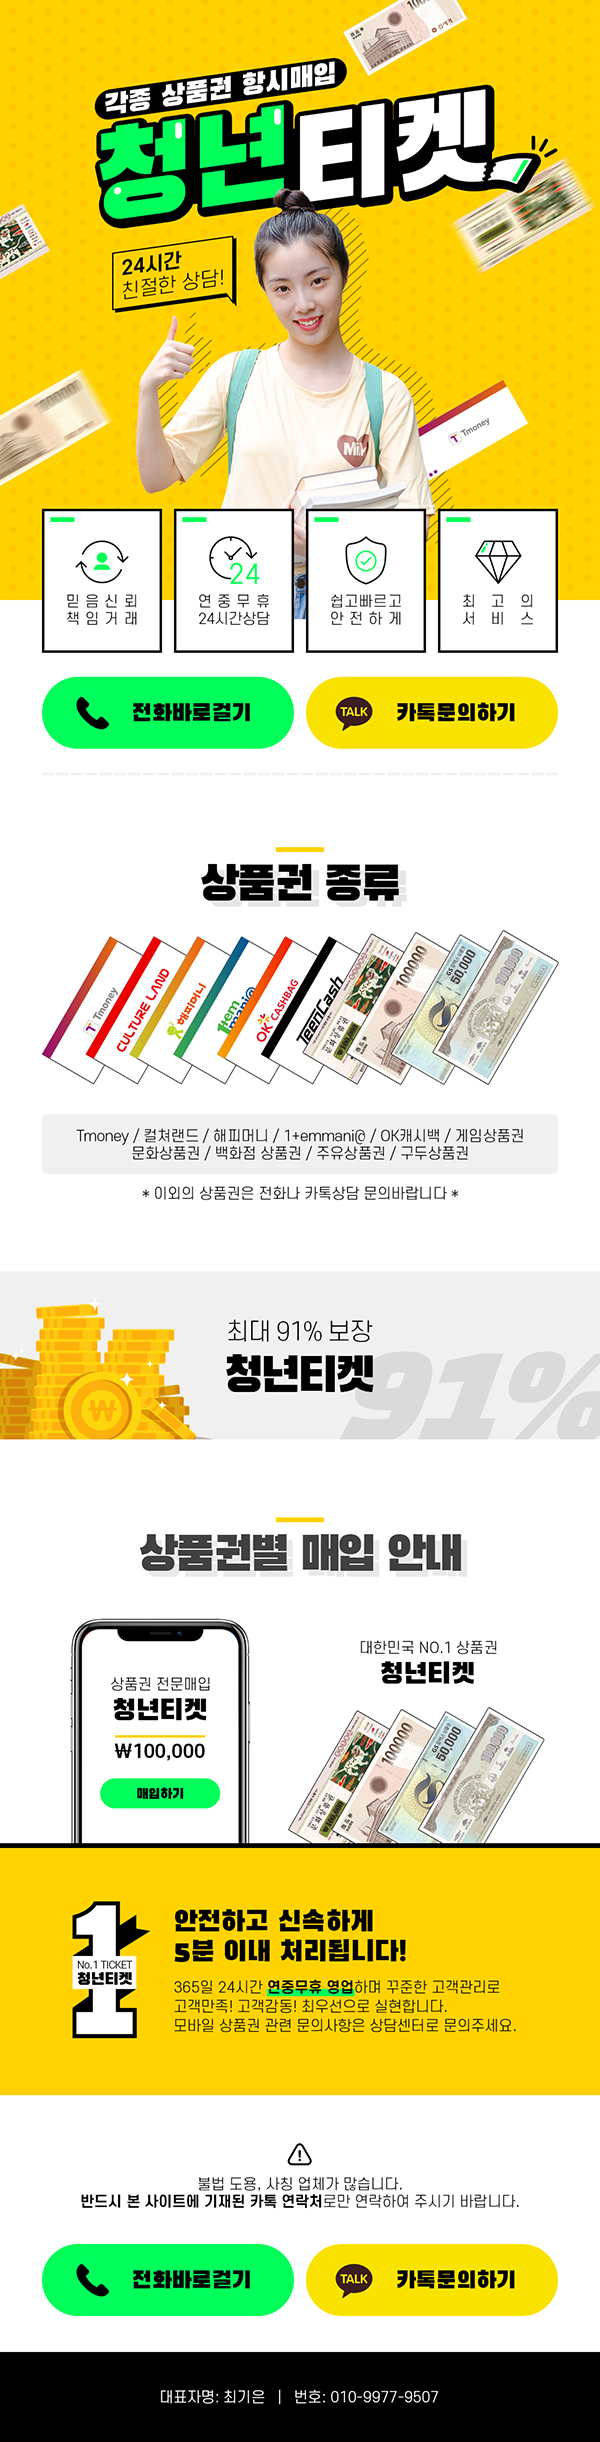 각종 상품권 항시매입
청년티켓
24시간
친절한 상담!
Tmoney
Milk
100000
믿음신뢰
책임거래
24
연중무휴
24시간상담
쉽고빠르고
안전하게
최고의
서비스
전화바로걸기
TALK
카톡문의하기
상품권 종류
Tmoney
CULTURE LAND
해피머니
1+em
mani@
OK CASHBAG
TeenCash
100000
50,000
100,000
Tmoney / 컬쳐랜드 / 해피머니 / 1+emmani@ / OK캐시백 / 게임상품권
문화상품권 / 백화점 상품권 / 주유상품권 / 구두상품권
* 이외의 상품권은 전화나 카톡상담 문의바랍니다 *
최대 91% 보장
청년티켓
91%
상품권별 매입 안내
상품권 전문매입
청년티켓
₩100,000
매입하기
대한민국 NO.1 상품권
청년티켓
100000
50,000
100,000
1
No.1 TICKET
청년티켓
안전하고 신속하게
5분 이내 처리됩니다!
365일 24시간 연중무휴 영업하며 꾸준한 고객관리로
고객만족! 고객감동! 최우선으로 실현합니다.
모바일 상품권 관련 문의사항은 상담센터로 문의주세요.
불법 도용, 사칭 업체가 많습니다.
반드시 본 사이트에 기재된 카톡 연락처로만 연락하여 주시기 바랍니다.
전화바로걸기
TALK
카톡문의하기
대표자명: 최기은 | 번호: 010-9977-9507